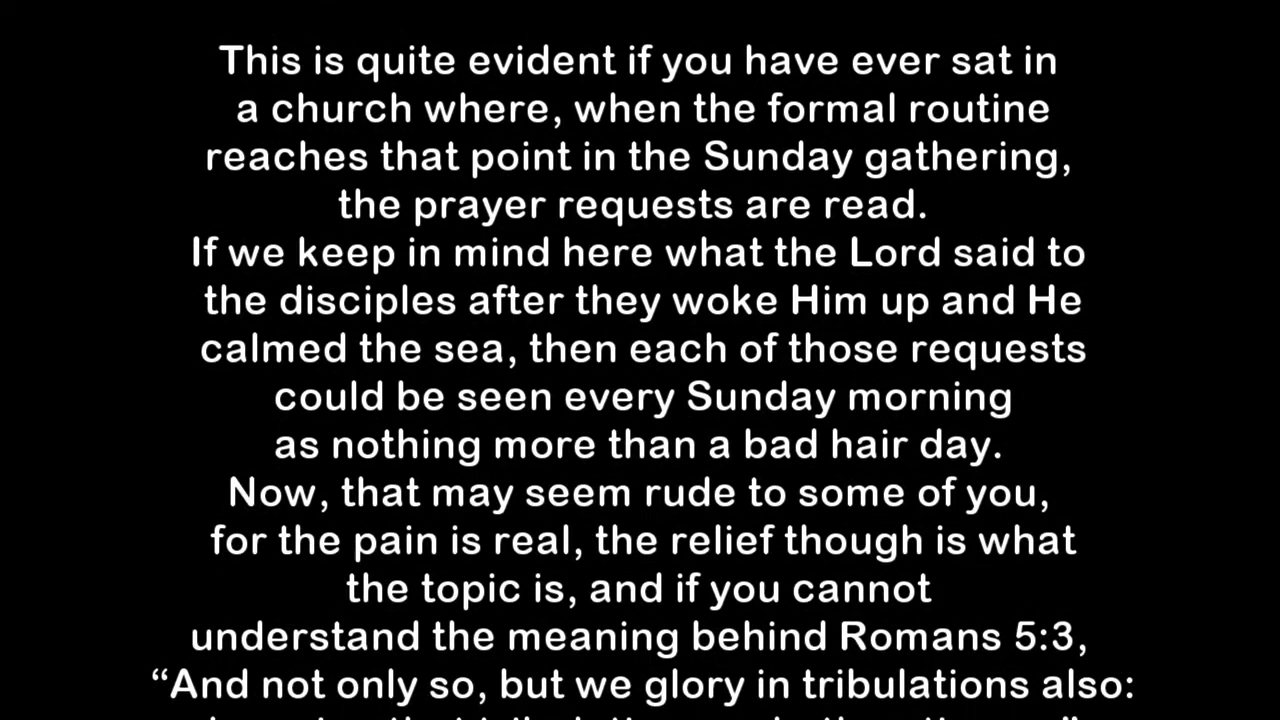 This is quite evident if you have ever sat in
a church where, when the formal routine
reaches that point in the Sunday gathering,
the prayer requests are read.
If we keep in mind here what the Lord said to
the disciples after they woke Him up and He
calmed the sea, then each of those requests
could be seen every Sunday morning
as nothing more than a bad hair day.
Now, that may seem rude to some of you,
for the pain is real, the relief though is what
the topic is, and if you cannot
understand the meaning behind Romans 5:3,
“And not only so, but we glory in tribulations also: